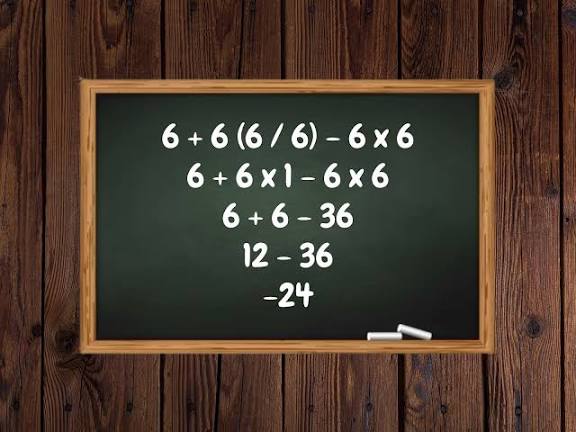 6 + 6 (6 / 6) – 6 x 6
6 + 6 x 1 – 6 x 6
6 + 6 – 36
12 – 36
–24